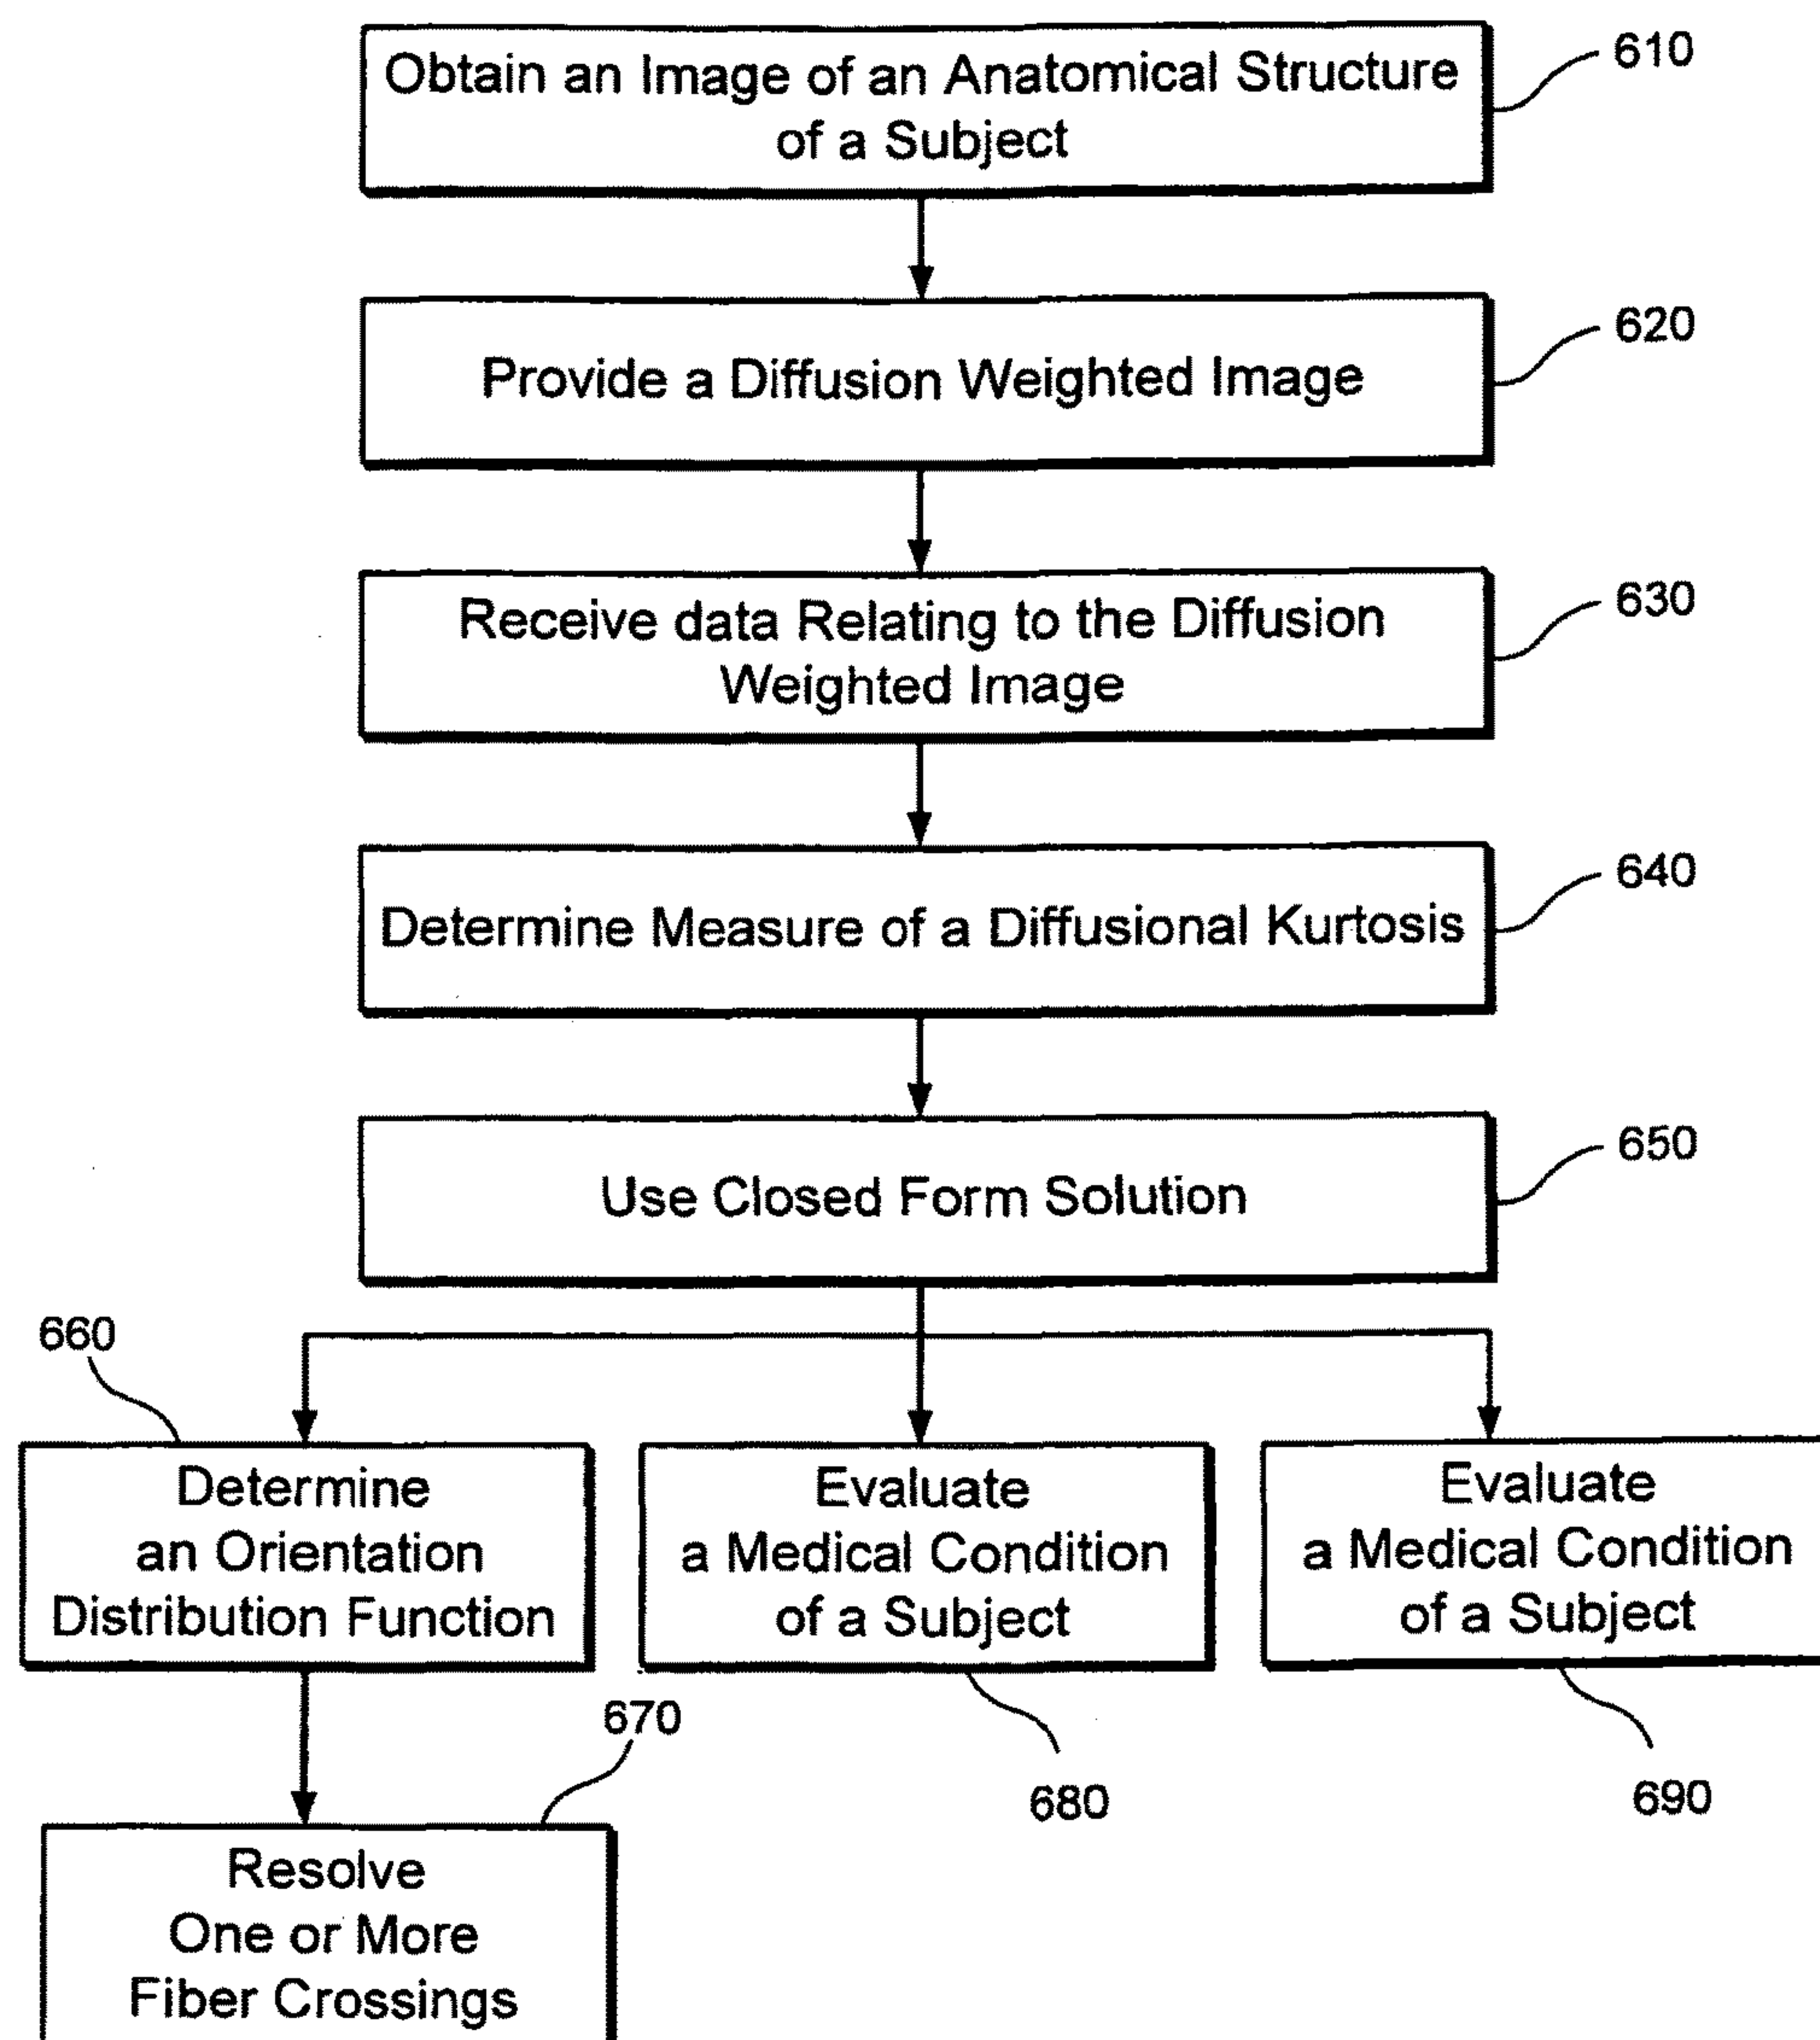 Obtain an Image of an Anatomical Structure
of a Subject
610
Provide a Diffusion Weighted Image
620
Receive data Relating to the Diffusion
Weighted Image
630
Determine Measure of a Diffusional Kurtosis
640
Use Closed Form Solution
650
660
Determine
an Orientation
Distribution Function
Evaluate
a Medical Condition
of a Subject
680
Evaluate
a Medical Condition
of a Subject
690
670
Resolve
One or More
Fiber Crossings